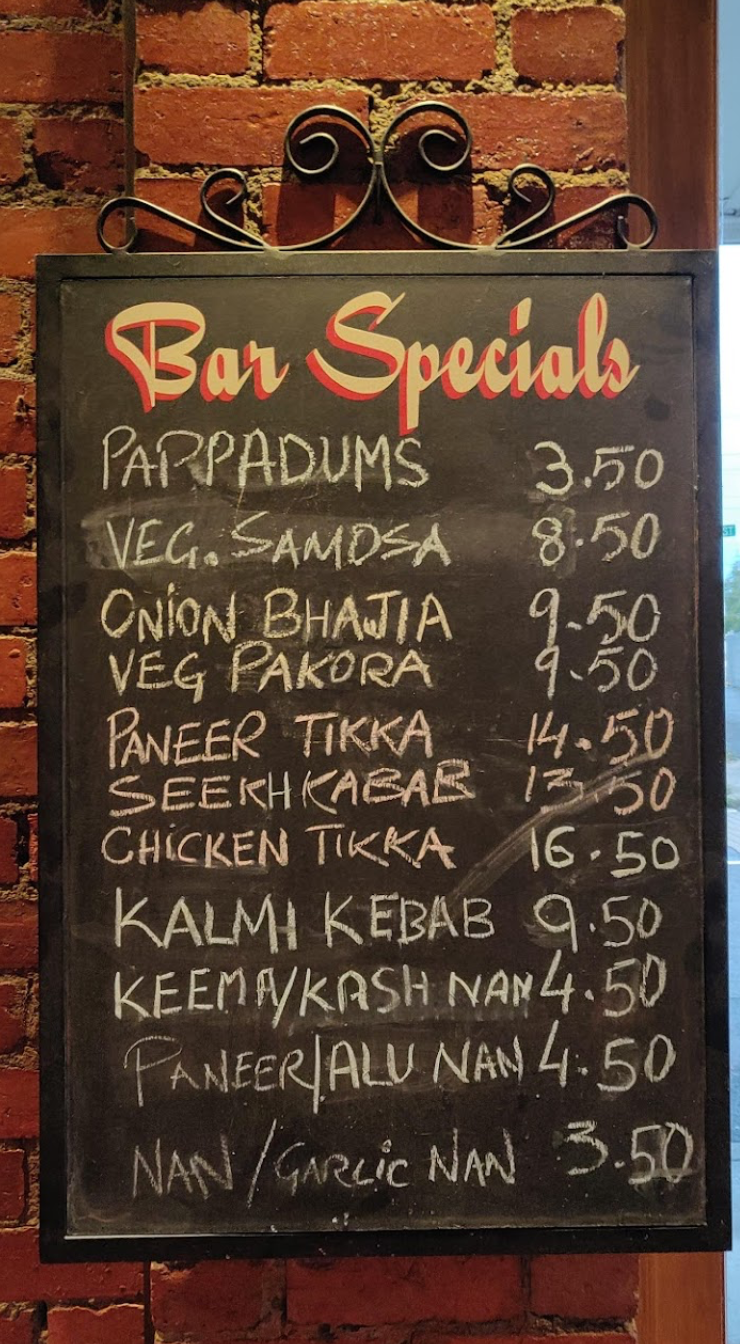 Bar Specials
PAPPADUMS 3.50
VEG. SAMOSA 8.50
ONION BHAJIA 9.50
VEG PAKORA 9.50
PANEER TIKKA 14.50
SEEKH KABAB 13.50
CHICKEN TIKKA 16.50
KALMI KEBAB 9.50
KEEMA/KASH NAN 4.50
PANEER/ALU NAN 4.50
NAN/GARLIC NAN 3.50